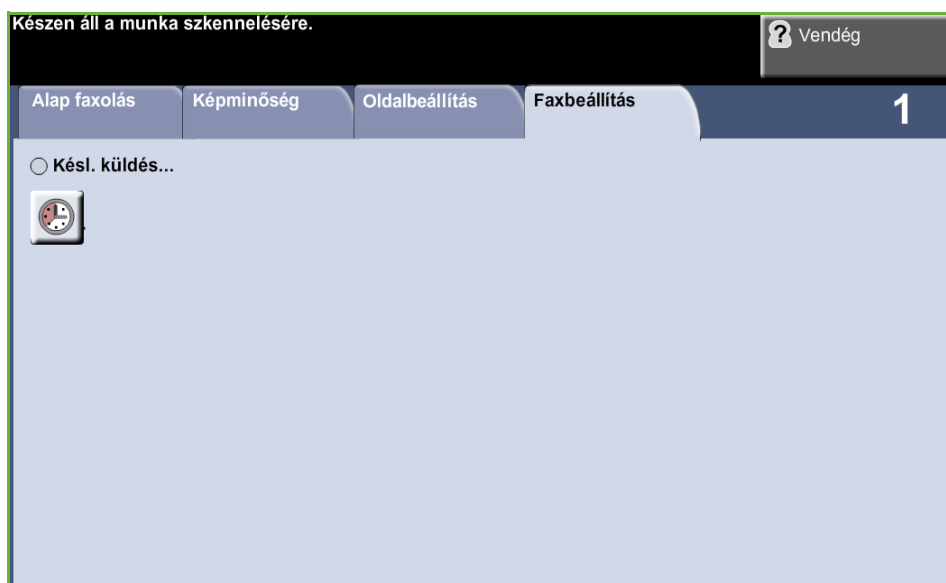 Készen áll a munka szkennelésére.
? Vendég
Alap faxolás Képminőség Oldalbeállítás Faxbeállítás 1
Késl. küldés...